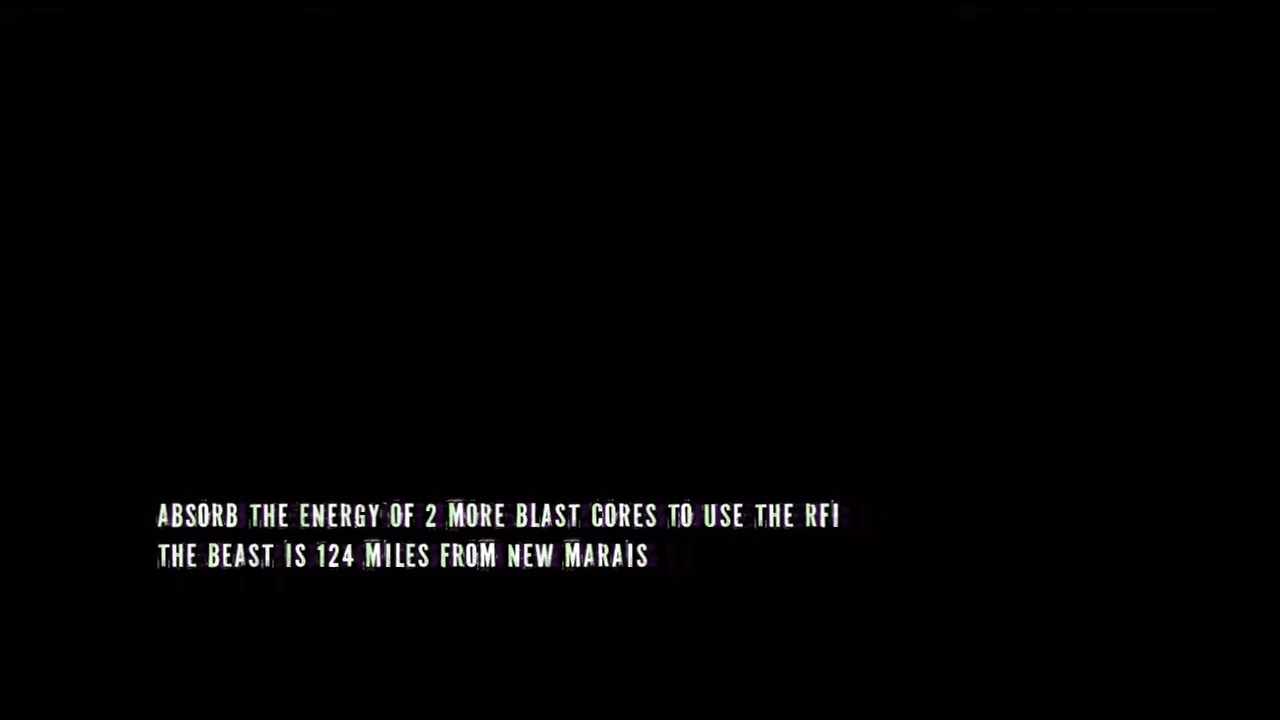 ABSORB THE ENERGY OF 2 MORE BLAST CORES TO USE THE RFI
THE BEAST IS 124 MILES FROM NEW MARAIS